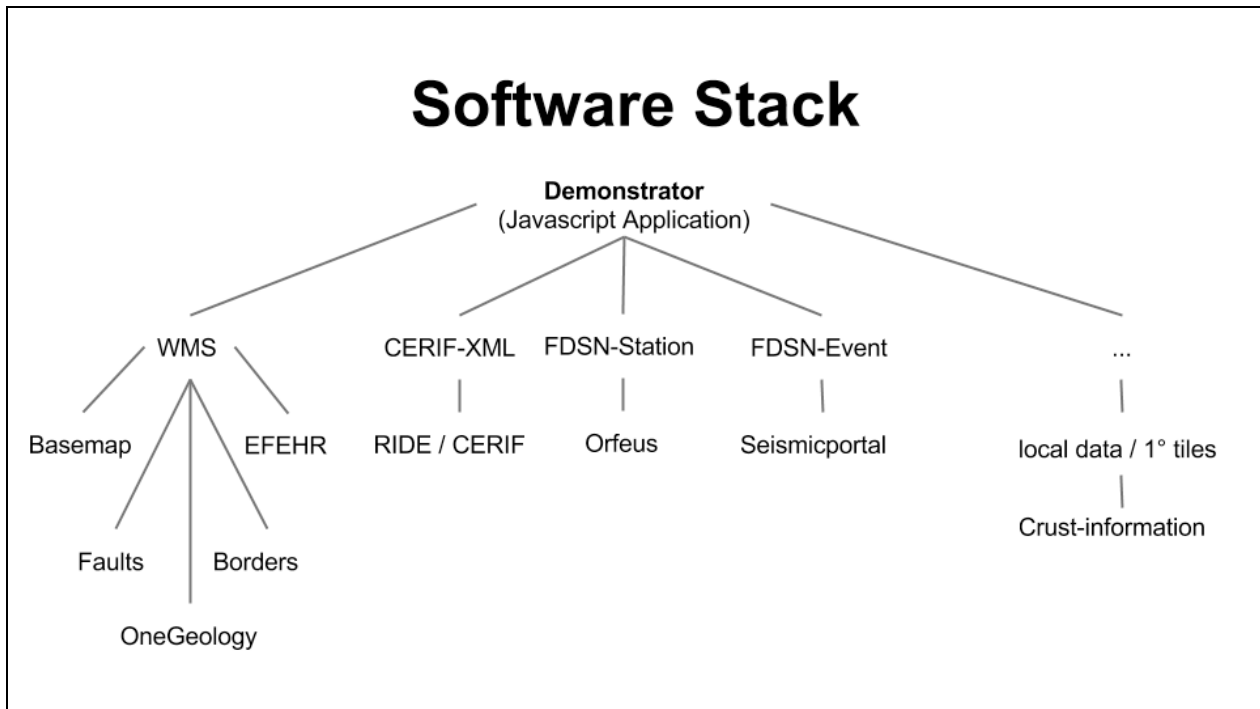 Software Stack
Demonstrator
(Javascript Application)
WMS
CERIF-XML
FDSN-Station
FDSN-Event
...
Basemap
EFEHR
RIDE / CERIF
Orfeus
Seismicportal
local data / 1° tiles
Crust-information
Faults
Borders
OneGeology